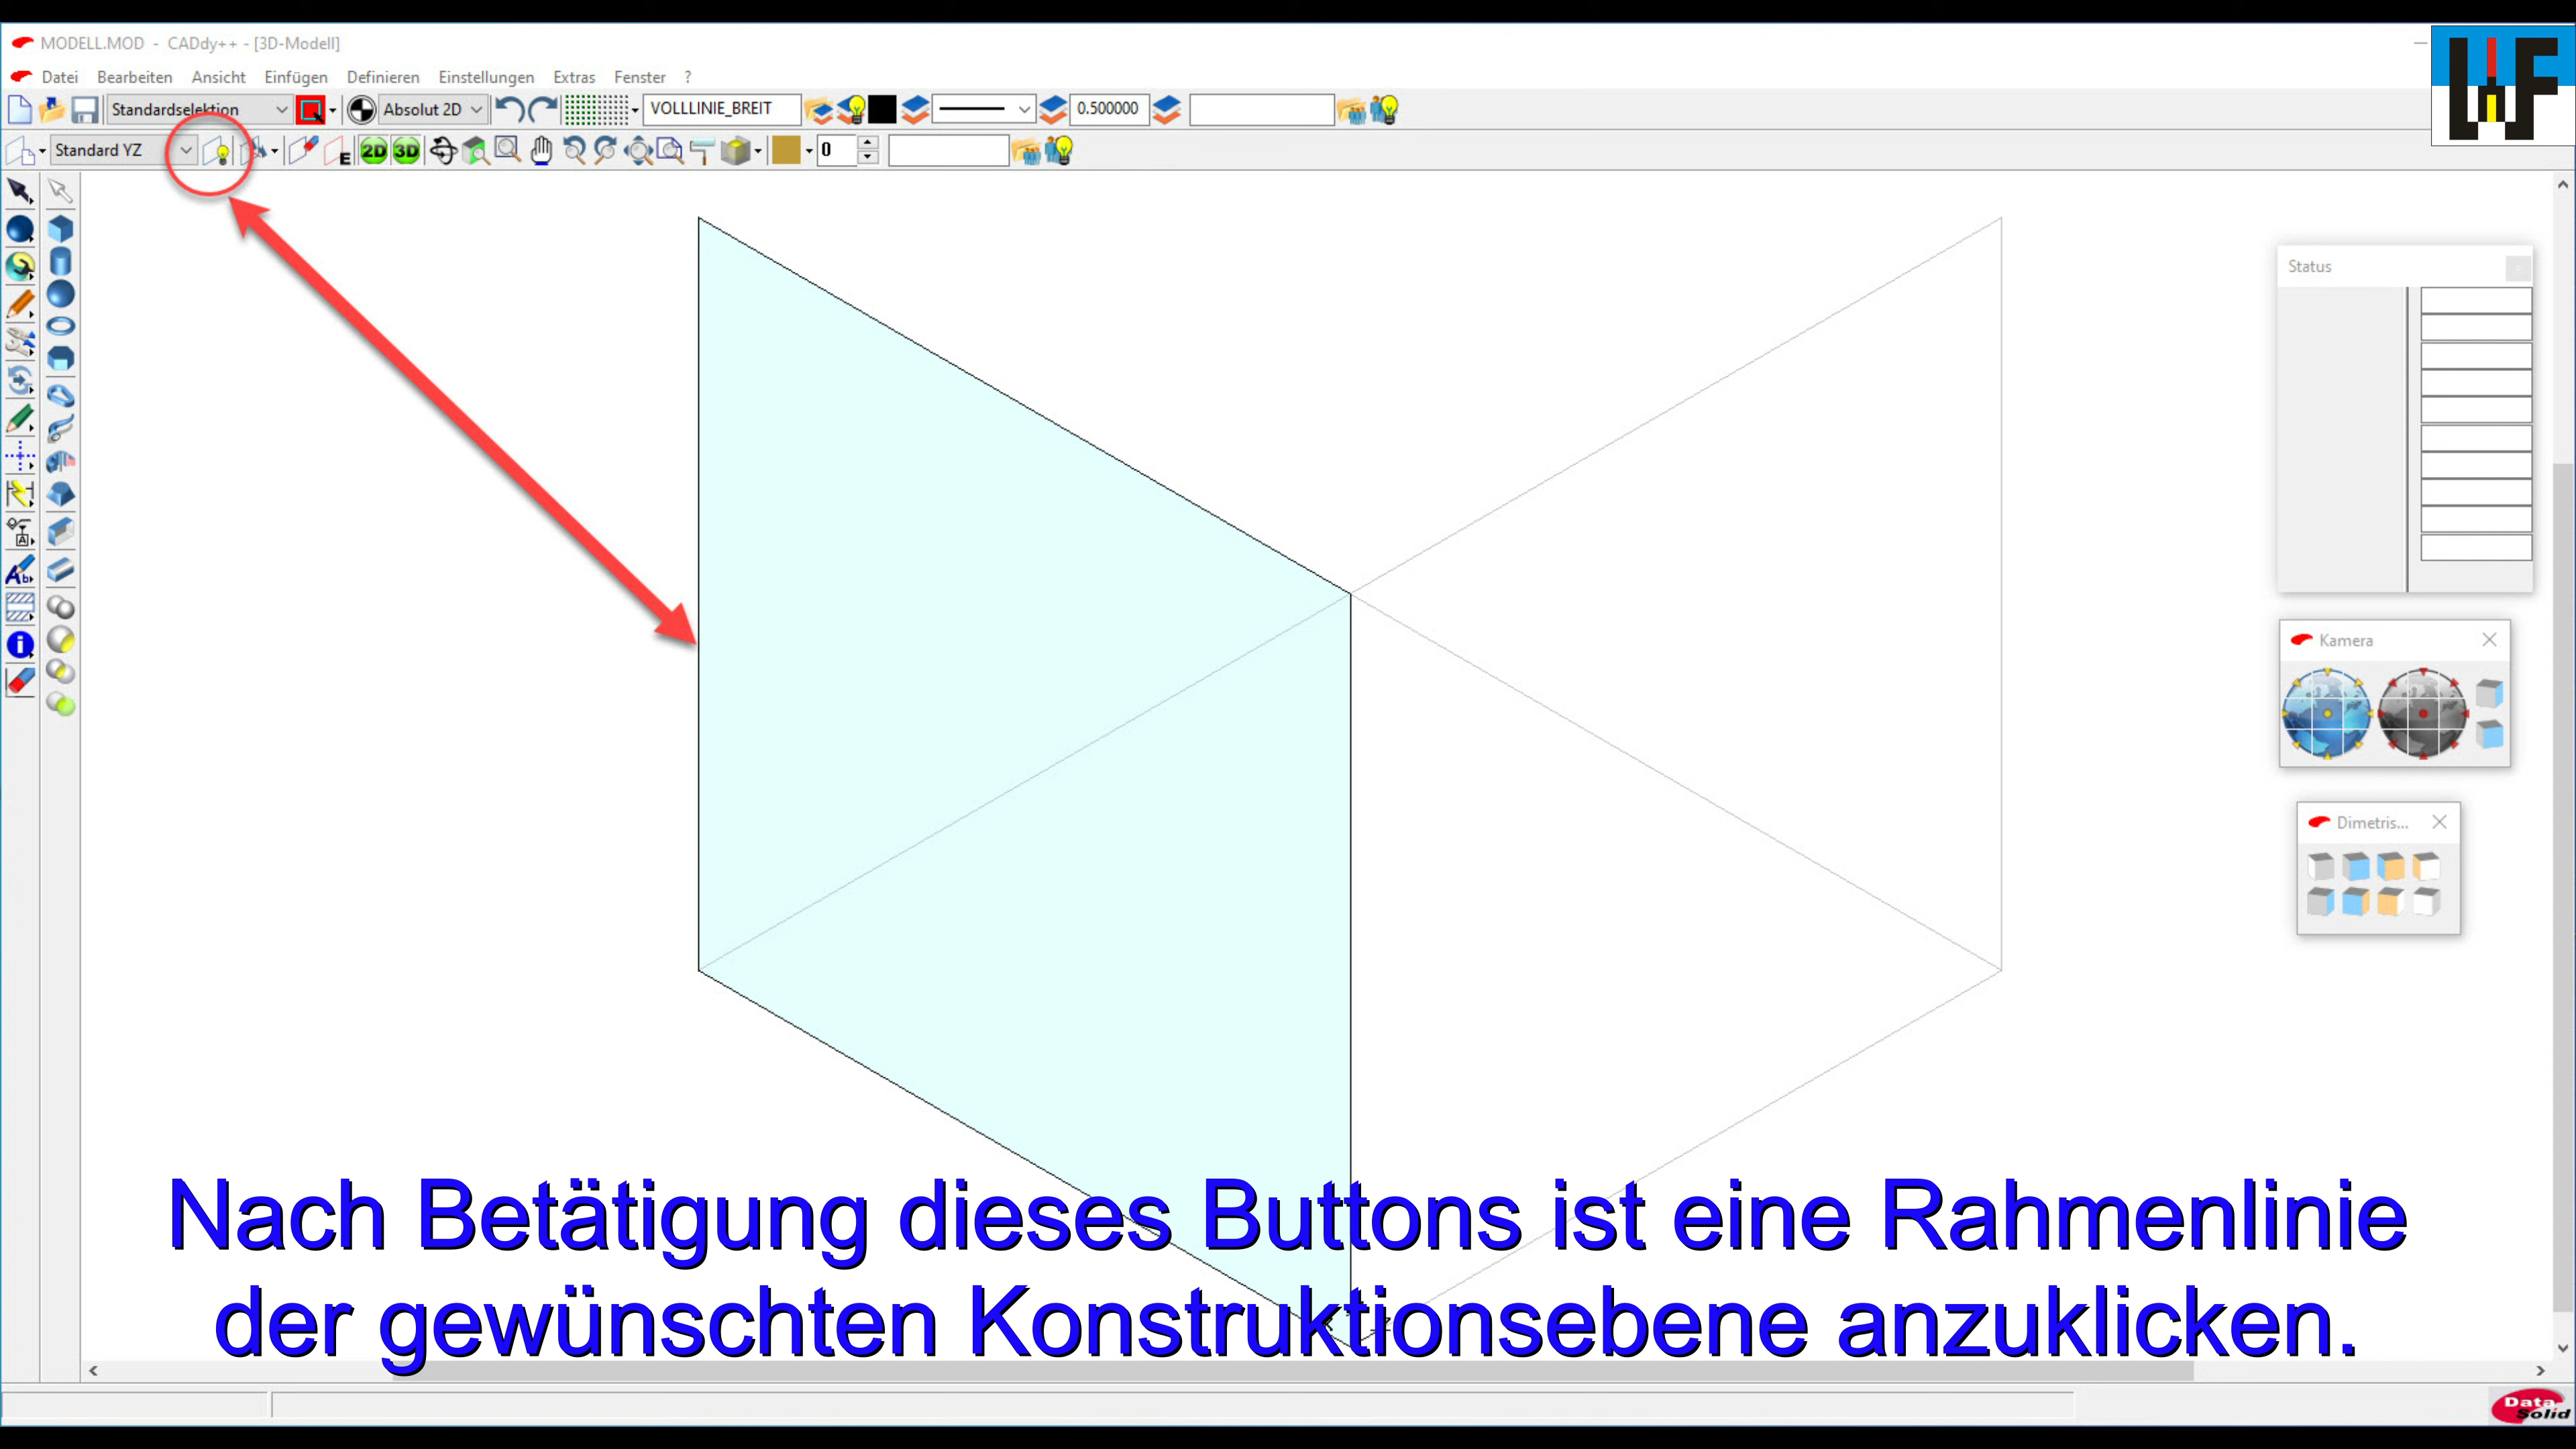 MODELL.MOD - CADdy++ - [3D-Modell]
Datei Bearbeiten Ansicht Einfügen Definieren Einstellungen Extras Fenster ?
Standardselektion Absolut 2D VOLLLINIE_BREIT 0.500000
Standard YZ E 2D 3D 0
Status
Kamera
Dimetris...
Nach Betätigung dieses Buttons ist eine Rahmenlinie
der gewünschten Konstruktionsebene anzuklicken.
Data
Solid